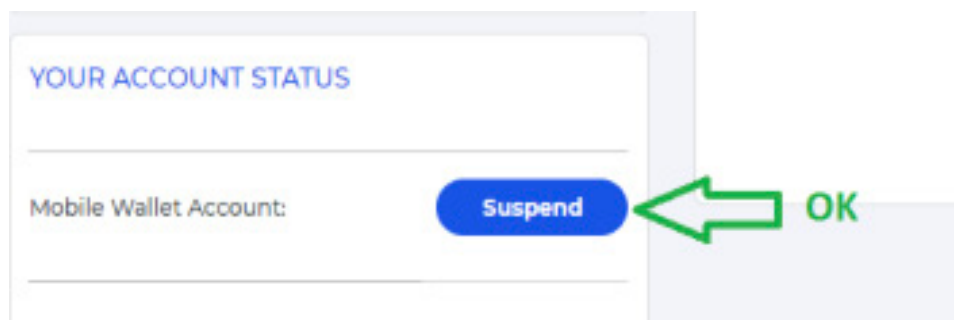 YOUR ACCOUNT STATUS
Mobile Wallet Account: Suspend OK